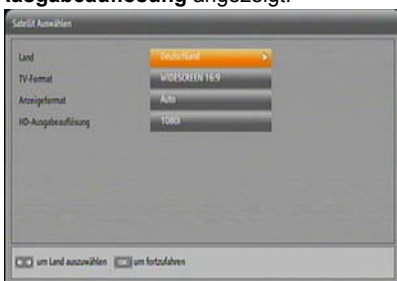 usgabeauflösung angezeigt.
Satellit Auswählen
Land Deutschland
TV-Format WIDESCREEN 16:9
Anzeigeformat Auto
HD-Ausgabeauflösung 1080I
um Land auszuwählen um fortzufahren